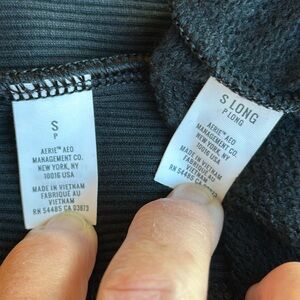 S
P
AERIE™ AEO
MANAGEMENT CO.
NEW YORK, NY
10016 USA
MADE IN VIETNAM
FABRIQUÉ AU
VIETNAM
RN 54485 CA 03873
S LONG
P LONG
AERIE™ AEO
MANAGEMENT CO.
NEW YORK, NY
10016 USA
MADE IN VIETNAM
FABRIQUÉ AU
VIETNAM
RN 54485 CA 03873